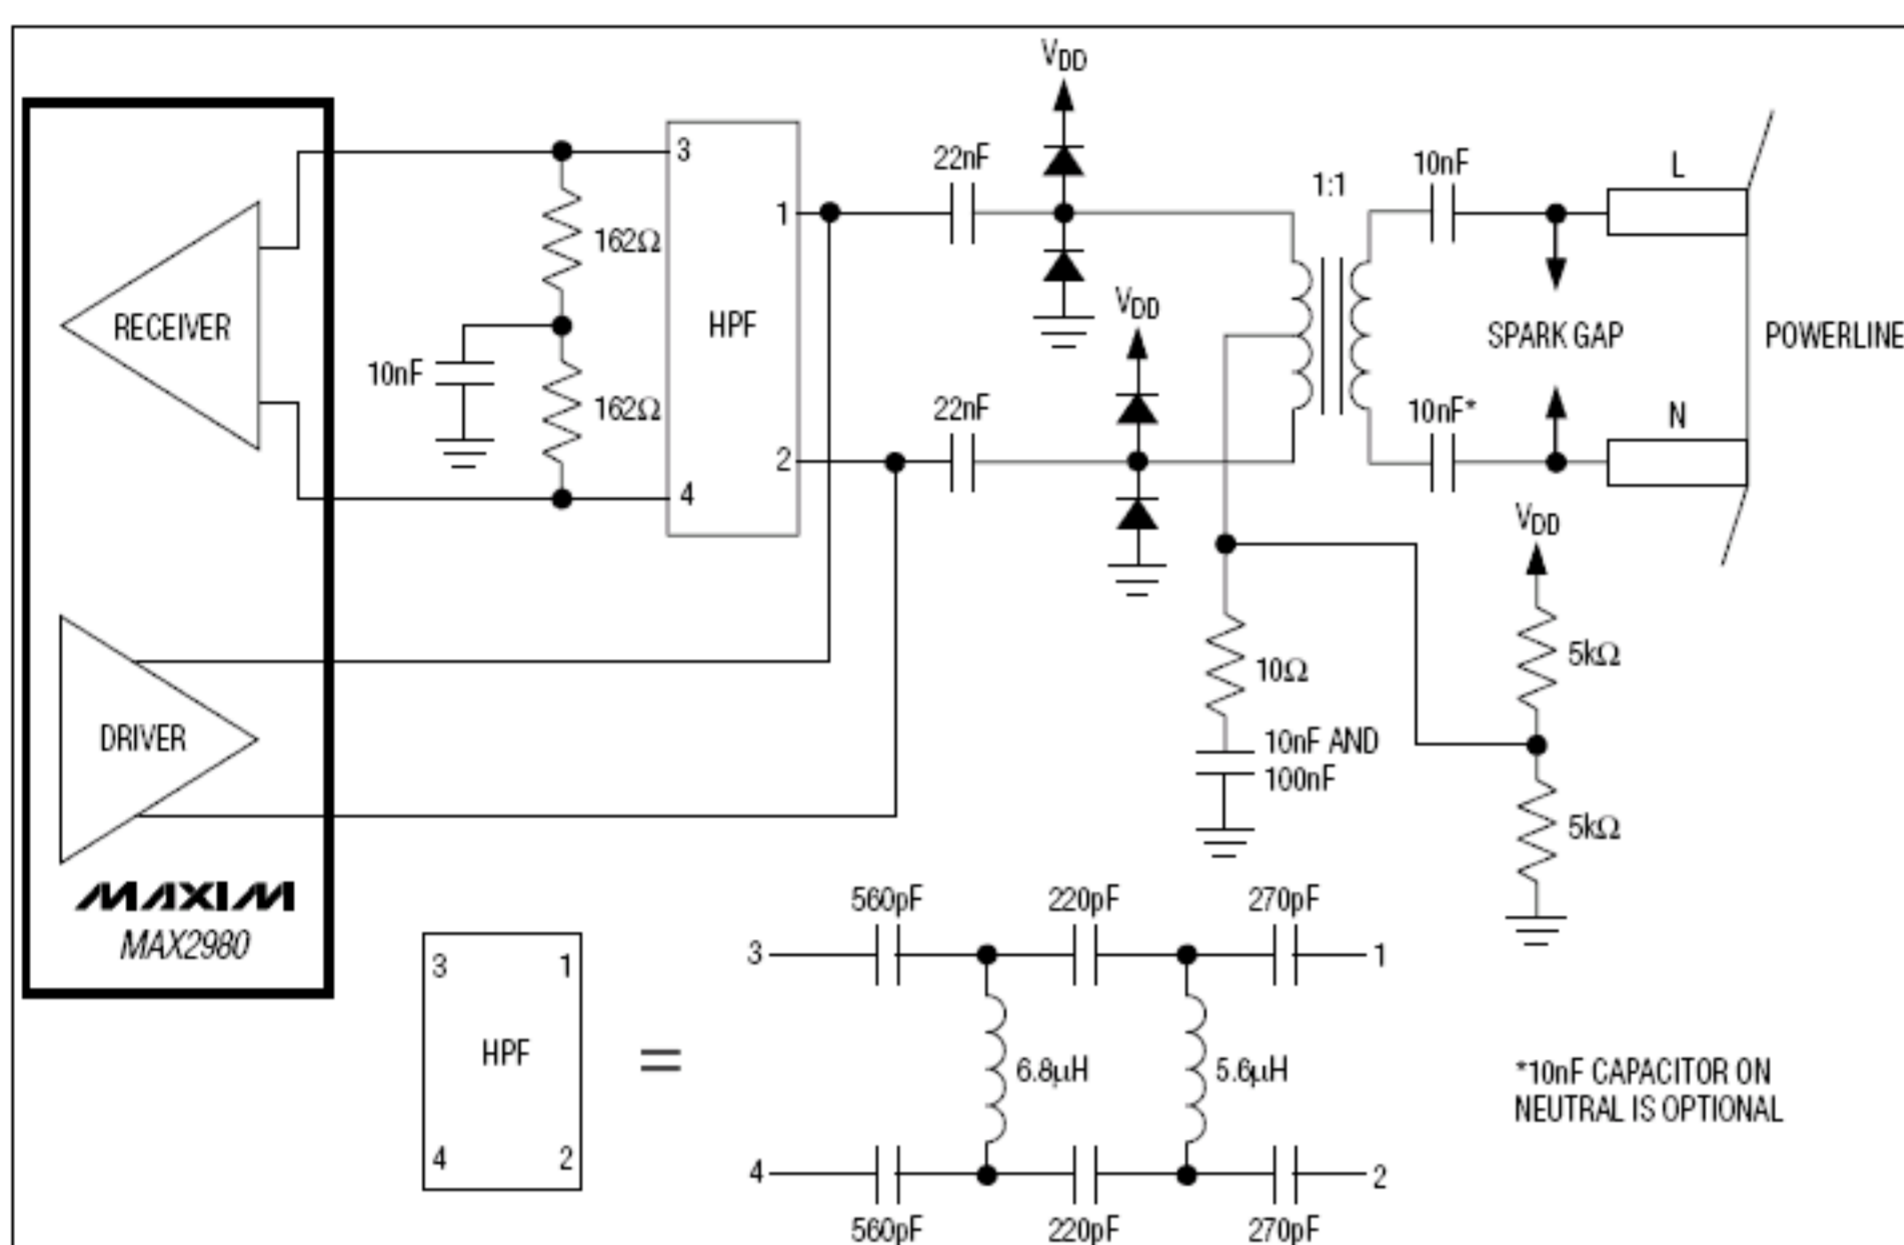 VDD
3
22nF
1:1
10nF
L
1
162Ω
VDD
RECEIVER
HPF
SPARK GAP
POWERLINE
10nF
162Ω
22nF
10nF*
N
2
4
VDD
5kΩ
10Ω
DRIVER
10nF AND
100nF
5kΩ
MAXIM
MAX2980
560pF
220pF
270pF
3
1
3
1
HPF
=
6.8μH
5.6μH
*10nF CAPACITOR ON
NEUTRAL IS OPTIONAL
4
2
4
2
560pF
220pF
270pF